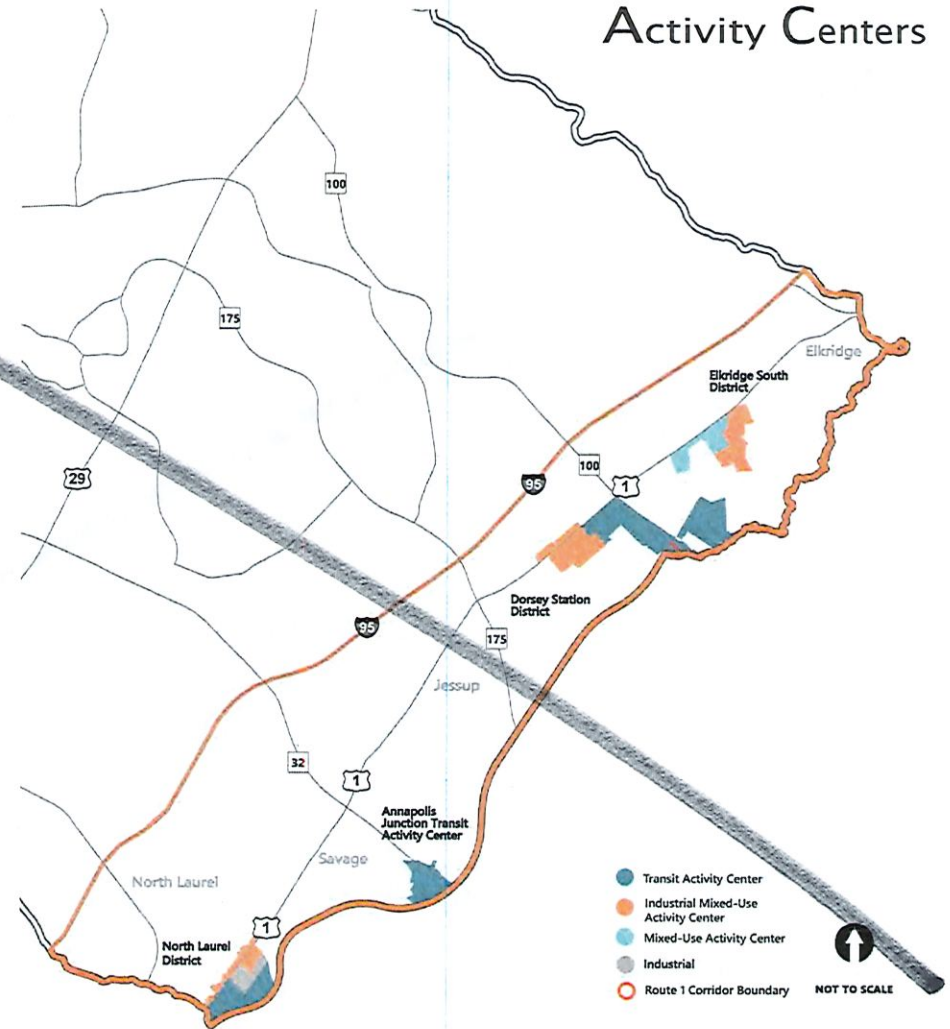 Activity Centers
100
175
Elkridge
Elkridge South
District
29
100
95
1
Dorsey Station
District
95
175
Jessup
32
1
Annapolis
Junction Transit
Activity Center
Savage
North Laurel
1
North Laurel
District
Transit Activity Center
Industrial Mixed-Use
Activity Center
Mixed-Use Activity Center
Industrial
Route 1 Corridor Boundary
NOT TO SCALE